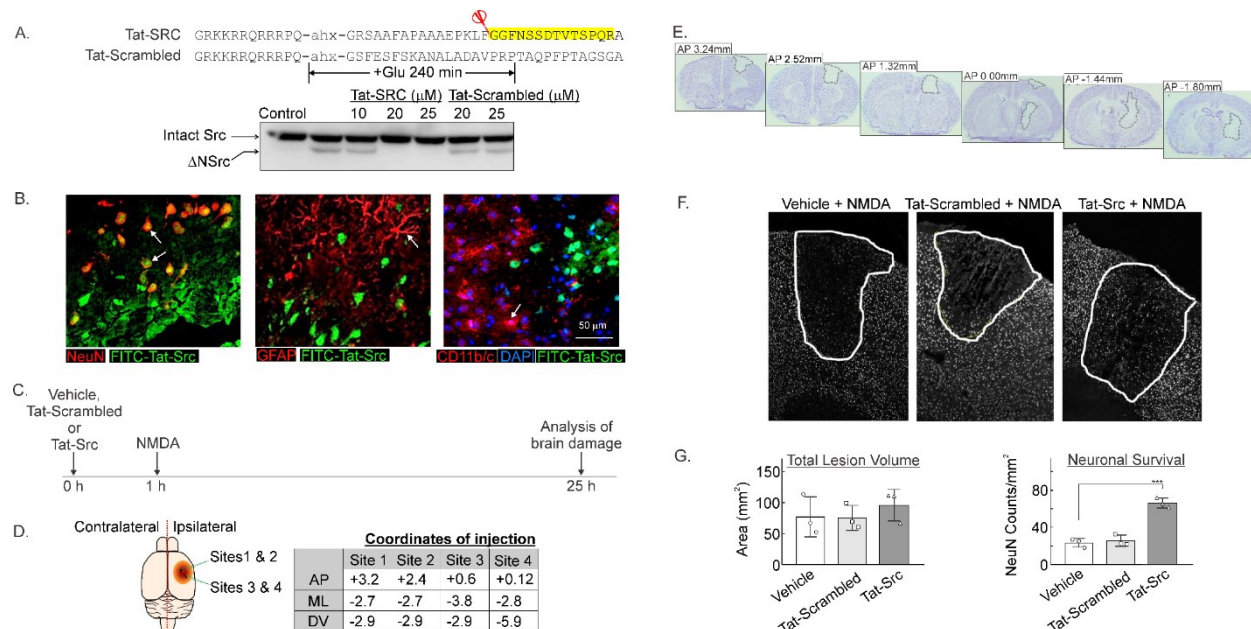 A.
Tat-SRC GRKKRRQRRRPQ-ahx-GRSAAFAPAAAEPKLFGGFNSSDTVTSPQRA
Tat-Scrambled GRKKRRQRRRPQ-ahx-GSFESFSKANALADAVPRPTAQPFPTAGSGA
+Glu 240 min
Tat-SRC (µM) Tat-Scrambled (µM)
Control 10 20 25 20 25
Intact Src
ΔNSrc
B.
50 µm
NeuN FITC-Tat-Src GFAP FITC-Tat-Src CD11b/c DAPI FITC-Tat-Src
C.
Vehicle,
Tat-Scrambled
or
Tat-Src
NMDA
Analysis of
brain damage
0 h 1 h 25 h
D.
Contralateral Ipsilateral
Sites1 & 2
Sites 3 & 4
Coordinates of injection
Site 1 Site 2 Site 3 Site 4
AP +3.2 +2.4 +0.6 +0.12
ML -2.7 -2.7 -3.8 -2.8
DV -2.9 -2.9 -2.9 -5.9
E.
AP 3.24mm
AP 2.52mm
AP 1.32mm
AP 0.00mm
AP -1.44mm
AP -1.80mm
F.
Vehicle + NMDA Tat-Scrambled + NMDA Tat-Src + NMDA
G.
Total Lesion Volume
Area (mm²)
150
100
50
0
Vehicle
Tat-Scrambled
Tat-Src
Neuronal Survival
NeuN Counts/mm²
80
40
0
***
Vehicle
Tat-Scrambled
Tat-Src